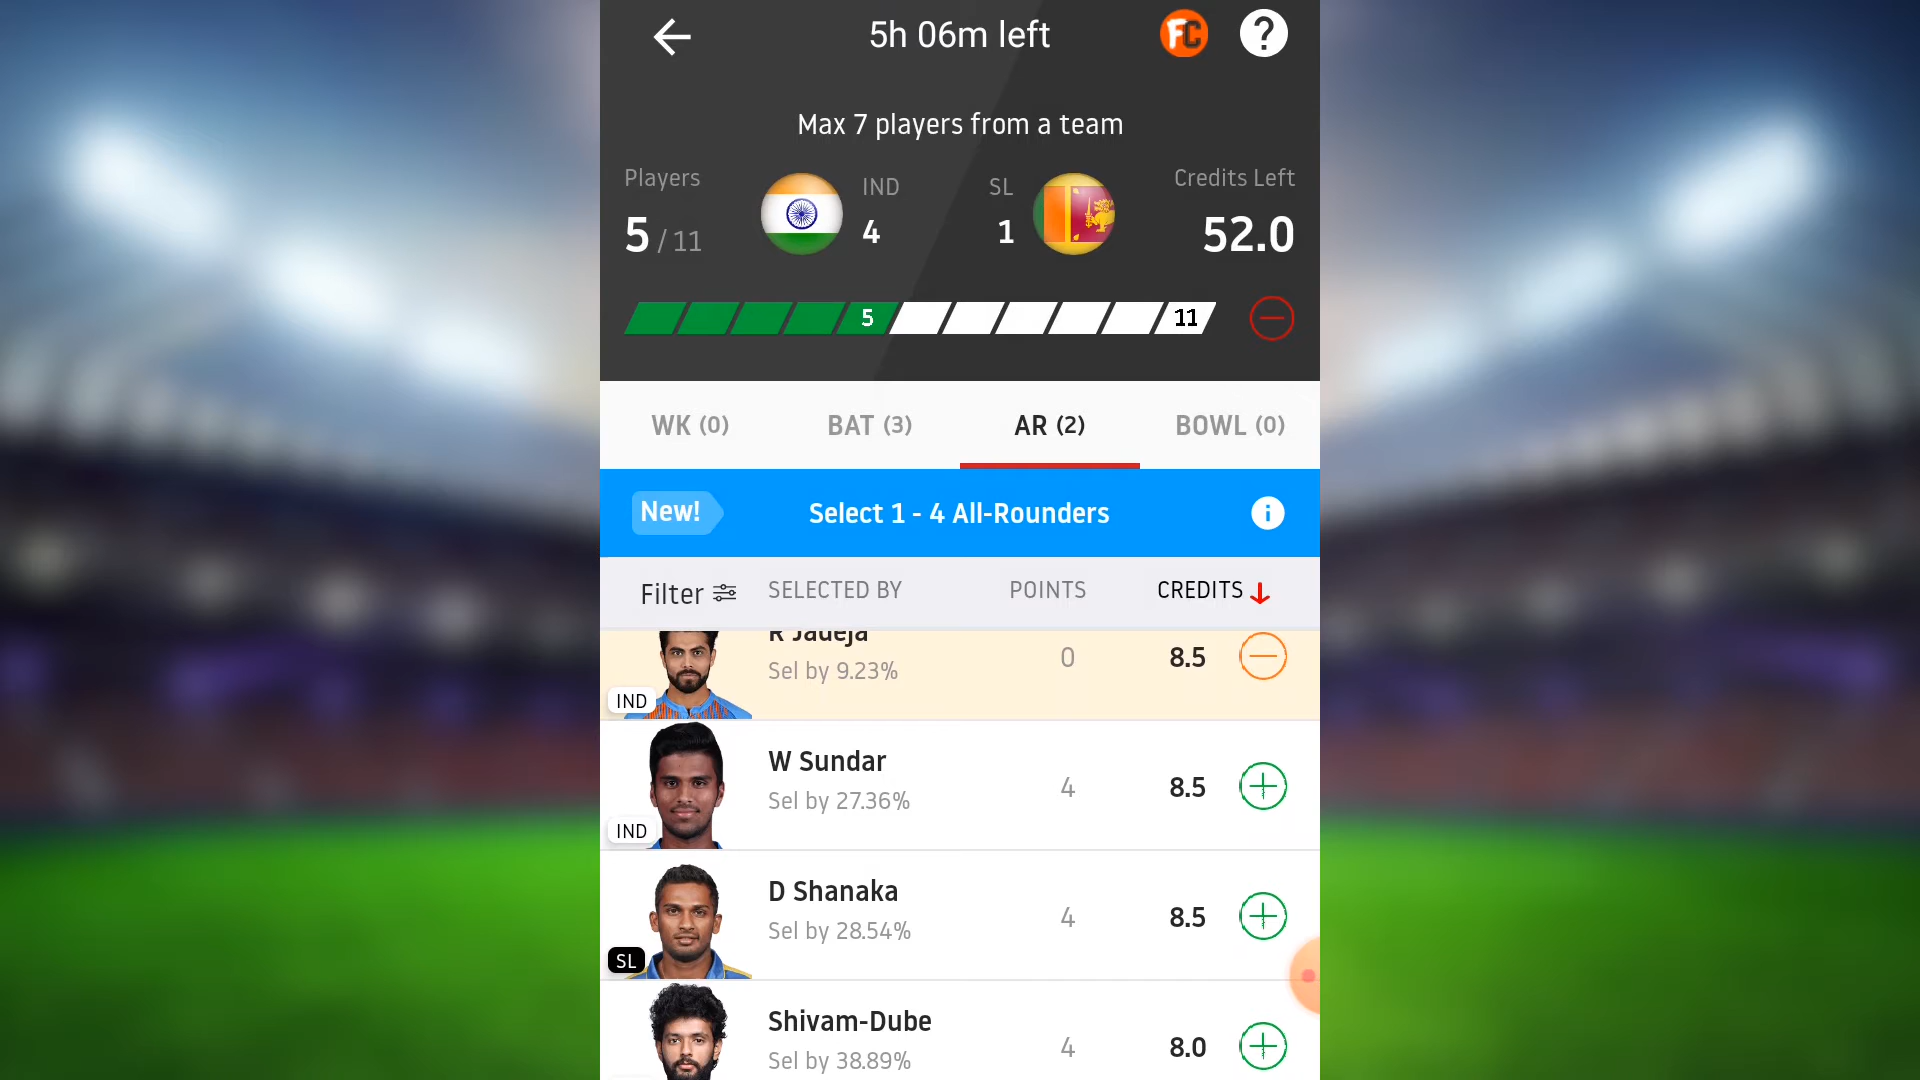 5h 06m left
FC
?
Max 7 players from a team
Players
IND
SL
Credits Left
5 / 11
4
1
52.0
5
11
WK (0)
BAT (3)
AR (2)
BOWL (0)
New!
Select 1 - 4 All-Rounders
i
Filter
SELECTED BY
POINTS
CREDITS
R Jadeja
Sel by 9.23%
0
8.5
IND
W Sundar
Sel by 27.36%
4
8.5
IND
D Shanaka
Sel by 28.54%
4
8.5
SL
Shivam-Dube
Sel by 38.89%
4
8.0